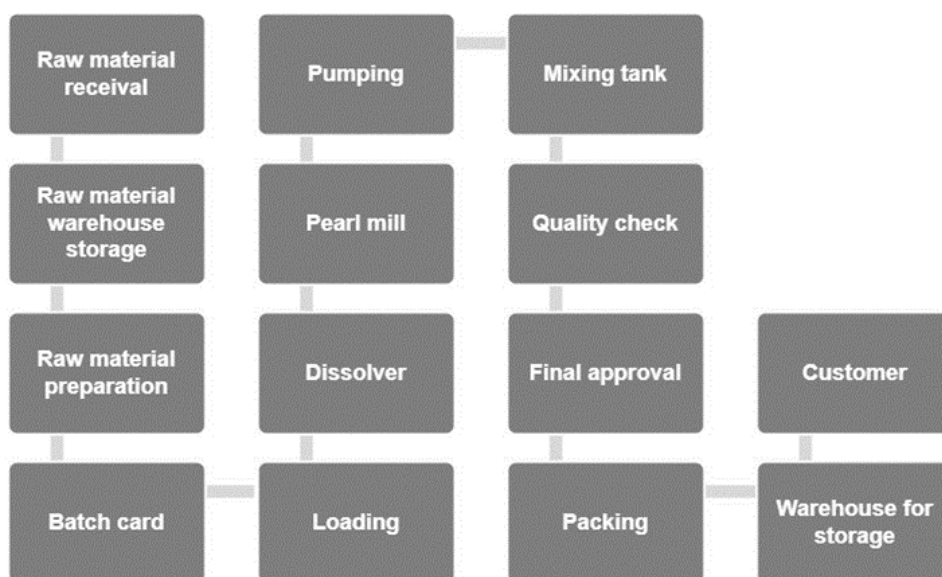 Raw material
receival
Raw material
warehouse
storage
Raw material
preparation
Batch card
Loading
Dissolver
Pearl mill
Pumping
Mixing tank
Quality check
Final approval
Packing
Warehouse for
storage
Customer